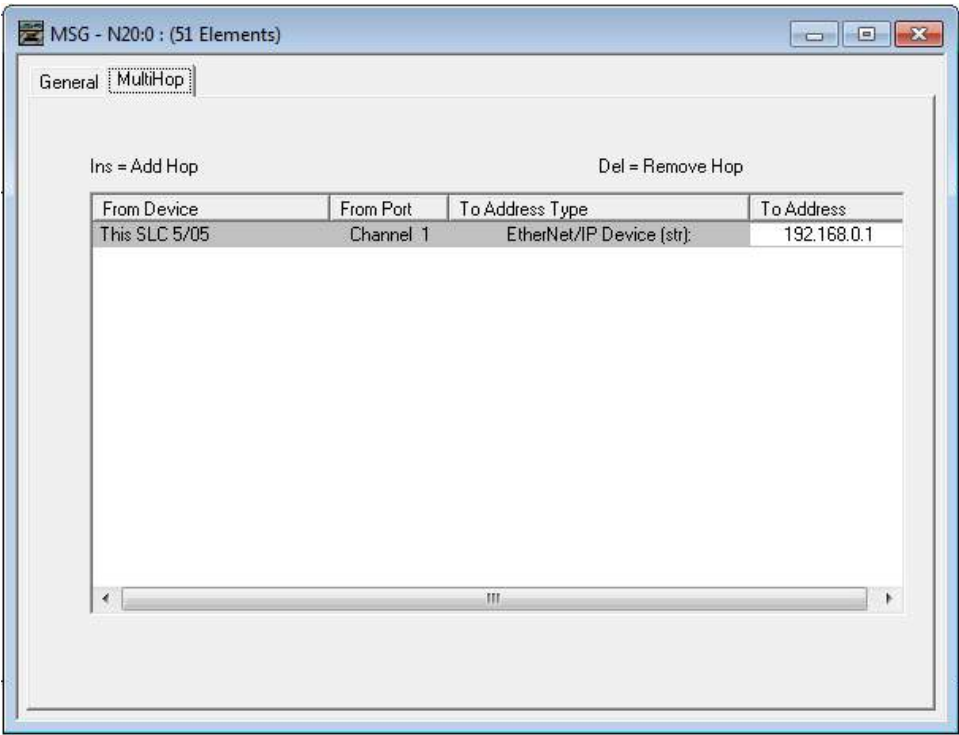 MSG - N20:0 : (51 Elements)
General MultiHop
Ins = Add Hop Del = Remove Hop
From Device From Port To Address Type To Address
This SLC 5/05 Channel 1 EtherNet/IP Device (str): 192.168.0.1